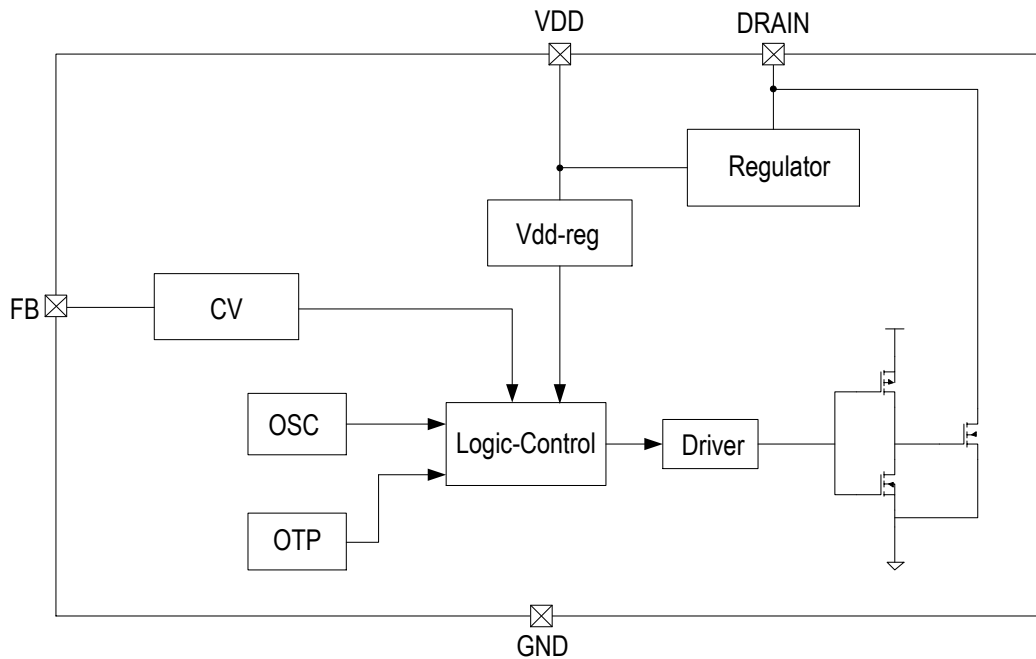 VDD
DRAIN
Regulator
Vdd-reg
FB
CV
OSC
Logic-Control
Driver
OTP
GND